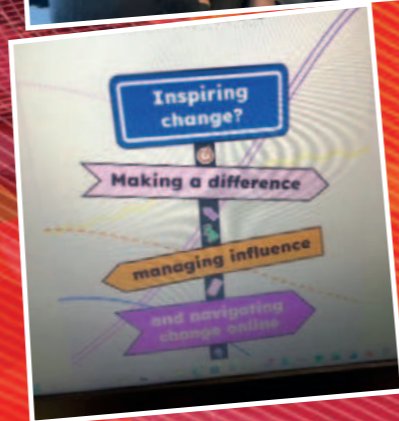 Inspiring
change?
Making a difference
managing influence
and navigating
change online